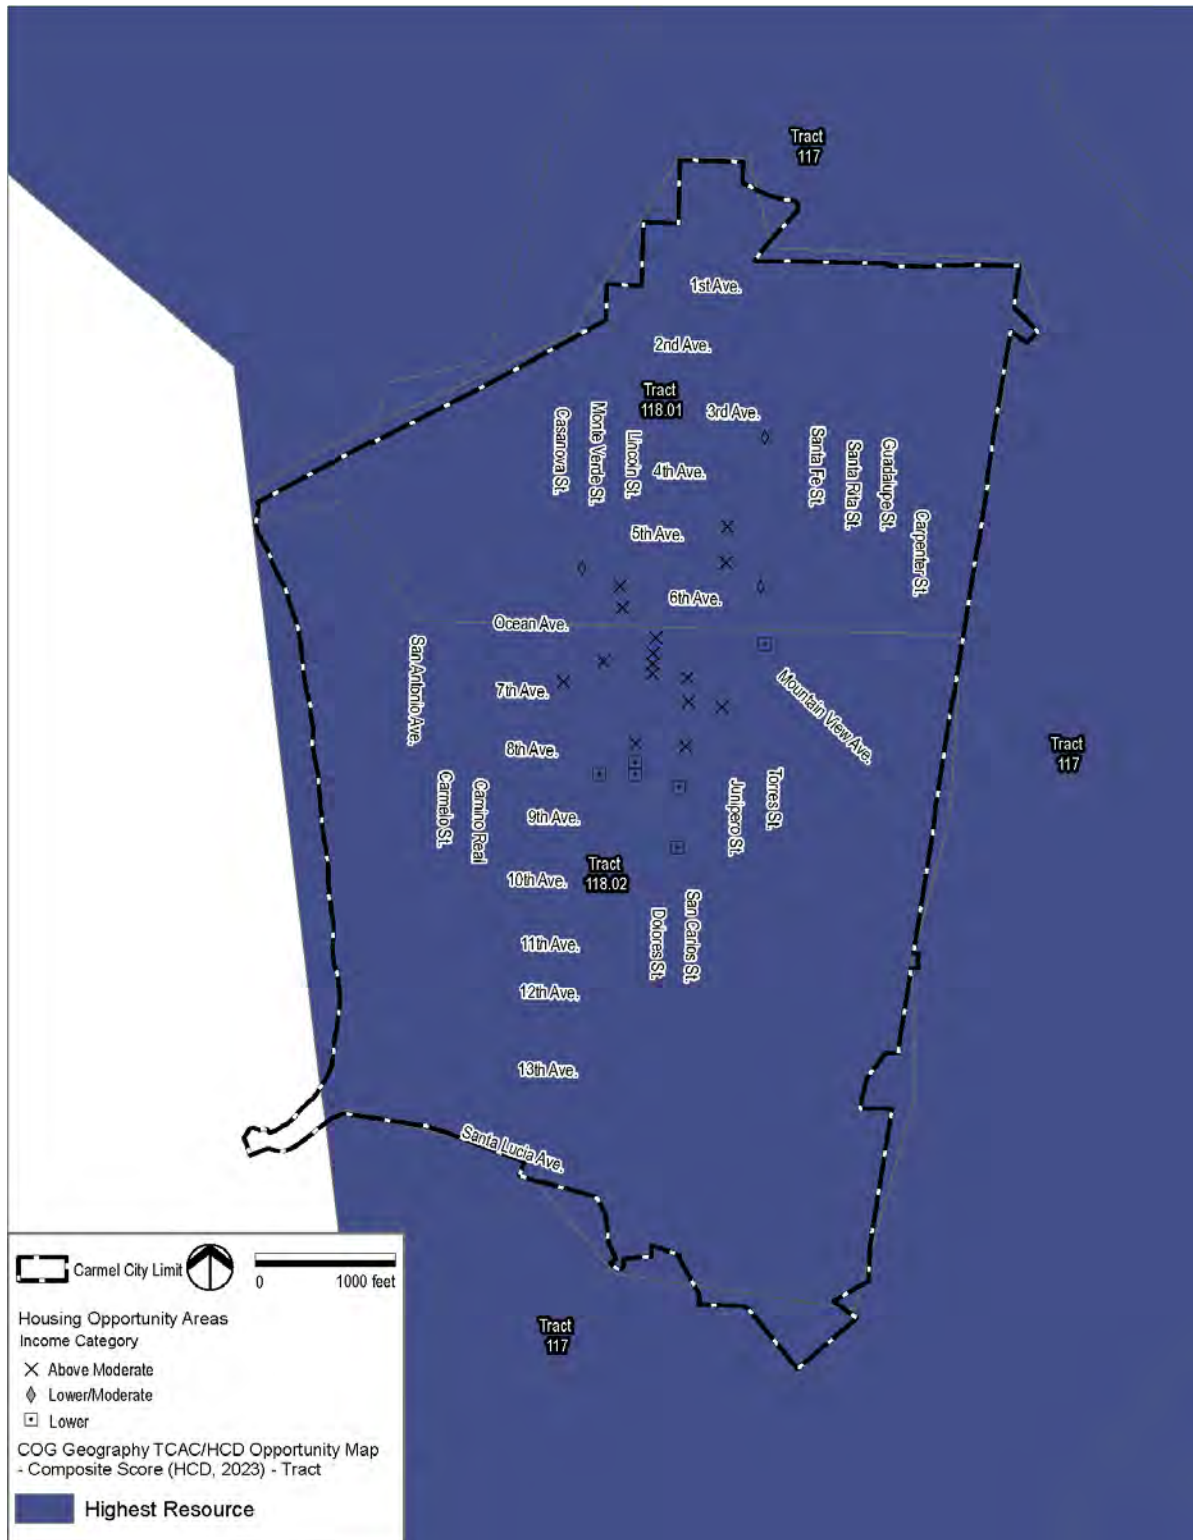 Tract
117
1st Ave.
2nd Ave.
Tract
118.01
3rd Ave.
Casanova St.
Monte Verde St.
Lincoln St.
4th Ave.
Santa Fe St.
Santa Rita St.
Guadalupe St.
Carpenter St.
5th Ave.
6th Ave.
Ocean Ave.
San Antonio Ave.
7th Ave.
Mountain View Ave.
8th Ave.
Tract
117
Carmelo St.
Camino Real
Junipero St.
Torres St.
9th Ave.
Tract
118.02
10th Ave.
Dolores St.
San Carlos St.
11th Ave.
12th Ave.
13th Ave.
Santa Lucia Ave.
Tract
117
Carmel City Limit
0 1000 feet
Housing Opportunity Areas
Income Category
Above Moderate
Lower/Moderate
Lower
COG Geography TCAC/HCD Opportunity Map
- Composite Score (HCD, 2023) - Tract
Highest Resource